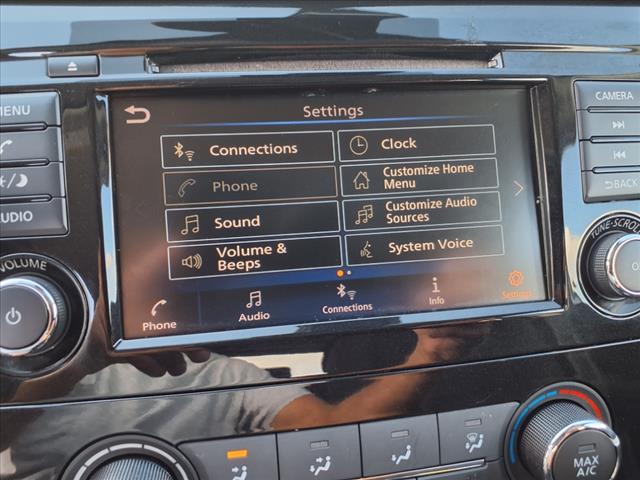 MENU
AUDIO
VOLUME
Settings
Connections
Clock
Phone
Customize Home
Menu
Sound
Customize Audio
Sources
Volume &
Beeps
System Voice
Phone
Audio
Connections
Info
Settings
CAMERA
BACK
TUNE·SCROLL
MAX
A/C